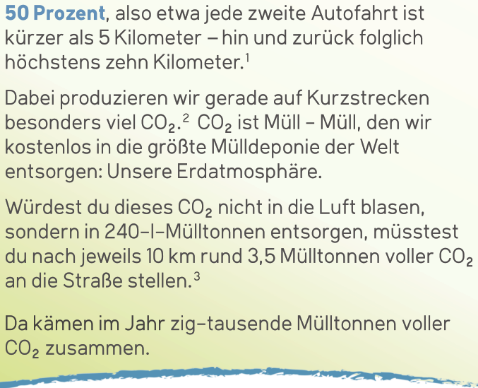 50 Prozent, also etwa jede zweite Autofahrt ist
kürzer als 5 Kilometer – hin und zurück folglich
höchstens zehn Kilometer.¹
Dabei produzieren wir gerade auf Kurzstrecken
besonders viel CO₂.² CO₂ ist Müll – Müll, den wir
kostenlos in die größte Mülldeponie der Welt
entsorgen: Unsere Erdatmosphäre.
Würdest du dieses CO₂ nicht in die Luft blasen,
sondern in 240-l-Mülltonnen entsorgen, müsstest
du nach jeweils 10 km rund 3,5 Mülltonnen voller CO₂
an die Straße stellen.³
Da kämen im Jahr zig-tausende Mülltonnen voller
CO₂ zusammen.